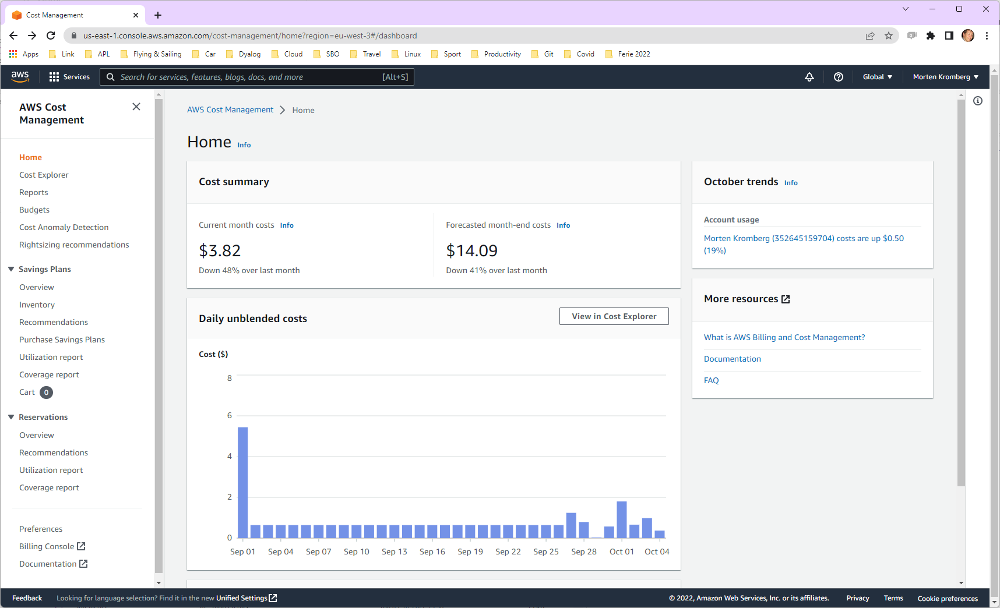 Cost Management
us-east-1.console.aws.amazon.com/cost-management/home?region=eu-west-3#/dashboard
Apps Link APL Flying & Sailing Car Dyalog Cloud SBO Travel Linux Sport Productivity Git Covid Ferie 2022
aws Services Search for services, features, blogs, docs, and more [Alt+S] Global Morten Kromberg
AWS Cost
Management
Home
Cost Explorer
Reports
Budgets
Cost Anomaly Detection
Rightsizing recommendations
Savings Plans
Overview
Inventory
Recommendations
Purchase Savings Plans
Utilization report
Coverage report
Cart 0
Reservations
Overview
Recommendations
Utilization report
Coverage report
Preferences
Billing Console
Documentation
AWS Cost Management Home
Home Info
Cost summary
Current month costs Info
$3.82
Down 48% over last month
Forecasted month-end costs Info
$14.09
Down 41% over last month
Daily unblended costs
View in Cost Explorer
Cost ($)
8
6
4
2
0
Sep 01 Sep 04 Sep 07 Sep 10 Sep 13 Sep 16 Sep 19 Sep 22 Sep 25 Sep 28 Oct 01 Oct 04
October trends Info
Account usage
Morten Kromberg (352645159704) costs are up $0.50
(19%)
More resources
What is AWS Billing and Cost Management?
Documentation
FAQ
Feedback Looking for language selection? Find it in the new Unified Settings © 2022, Amazon Web Services, Inc. or its affiliates. Privacy Terms Cookie preferences